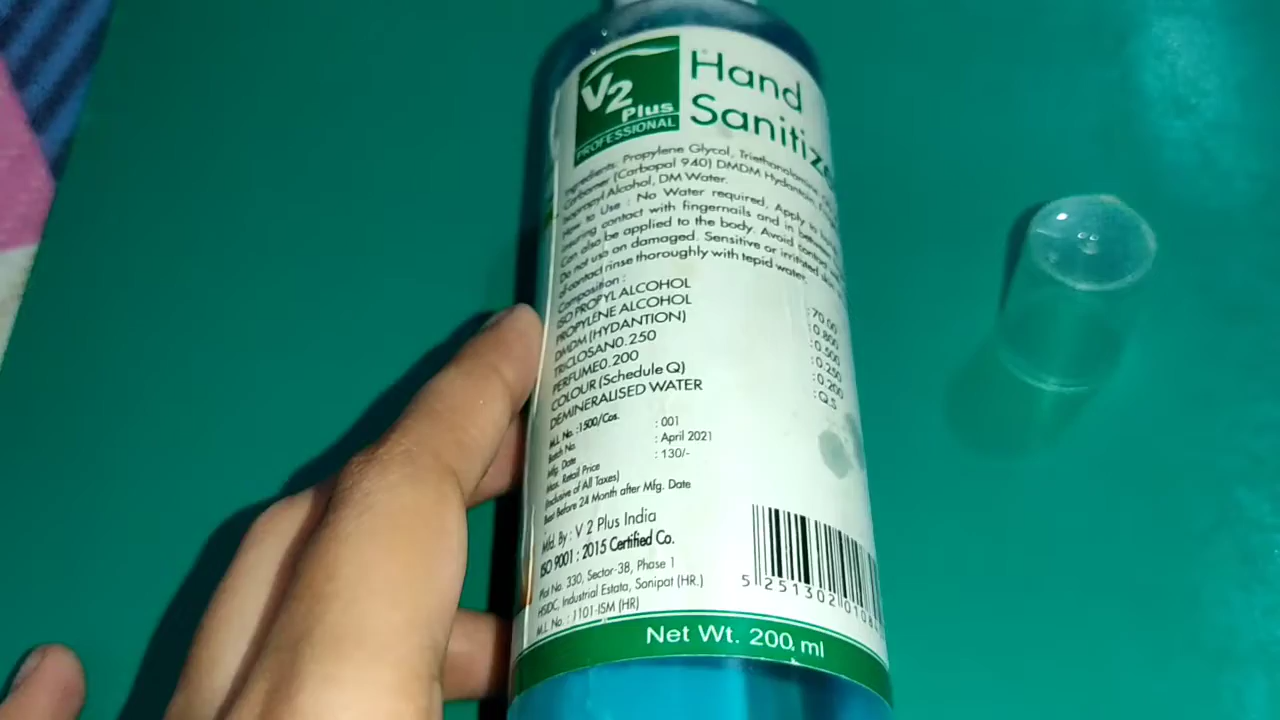 V2
Plus
PROFESSIONAL
Hand
Sanitize
Ingredients: Propylene Glycol, Triethanolamine
Carbomer (Carbopal 940) DMDM Hydantoin
Isopropyl Alcohol, DM Water.
How to Use : No Water required, Apply to
contact with fingernails and in between
Can also be applied to the body. Avoid contact
Do not use on damaged. Sensitive or irritated
of contact rinse thoroughly with tepid water.
Composition :
ISO PROPYL ALCOHOL :70.00
PROPYLENE ALCOHOL :0.800
DMDM (HYDANTION) :0.500
TRICLOSAN0.250 :0.250
PERFUME0.200 :0.200
COLOUR (Schedule Q) :Q.S
DEMINERALISED WATER
M.L No. :1500/Cos.
Batch No. : 001
Mfg. Date : April 2021
Max. Retail Price : 130/-
(Inclusive of All Taxes)
Best Before 24 Month after Mfg. Date
Mfd. By : V 2 Plus India
ISO 9001 : 2015 Certified Co.
Plot No. 330, Sector-38, Phase 1
HSIDC, Industrial Estata, Sonipat (HR.)
M.L No. : 1101-ISM (HR)
5 251302 0108
Net Wt. 200 ml